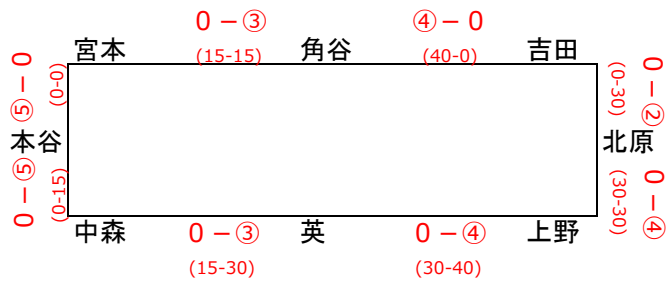 0 – ③ ④ – 0
宮本 (15-15) 角谷 (40-0) 吉田
⑤ – 0 (0-0) (0-30) 0 – ②
本谷 北原
0 – ⑤ (0-15) (30-30) 0 – ④
中森 0 – ③ 英 0 – ④ 上野
(15-30) (30-40)